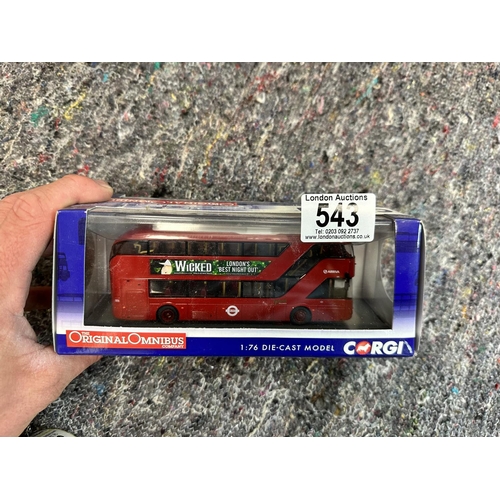 London Auctions
543
Tel: 0203 092 2737
www.londonauctions.co.uk
WICKED
LONDON'S
'BEST NIGHT OUT'
ARRIVA
THE
ORIGINAL OMNIBUS
COMPANY
1:76 DIE-CAST MODEL
CORGI